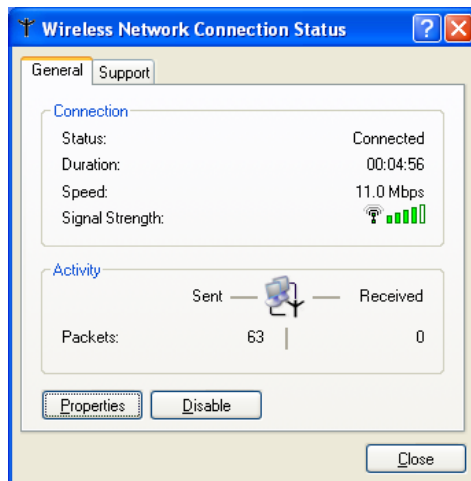 Wireless Network Connection Status
General Support
Connection
Status: Connected
Duration: 00:04:56
Speed: 11.0 Mbps
Signal Strength:
Activity
Sent Received
Packets: 63 0
Properties Disable
Close